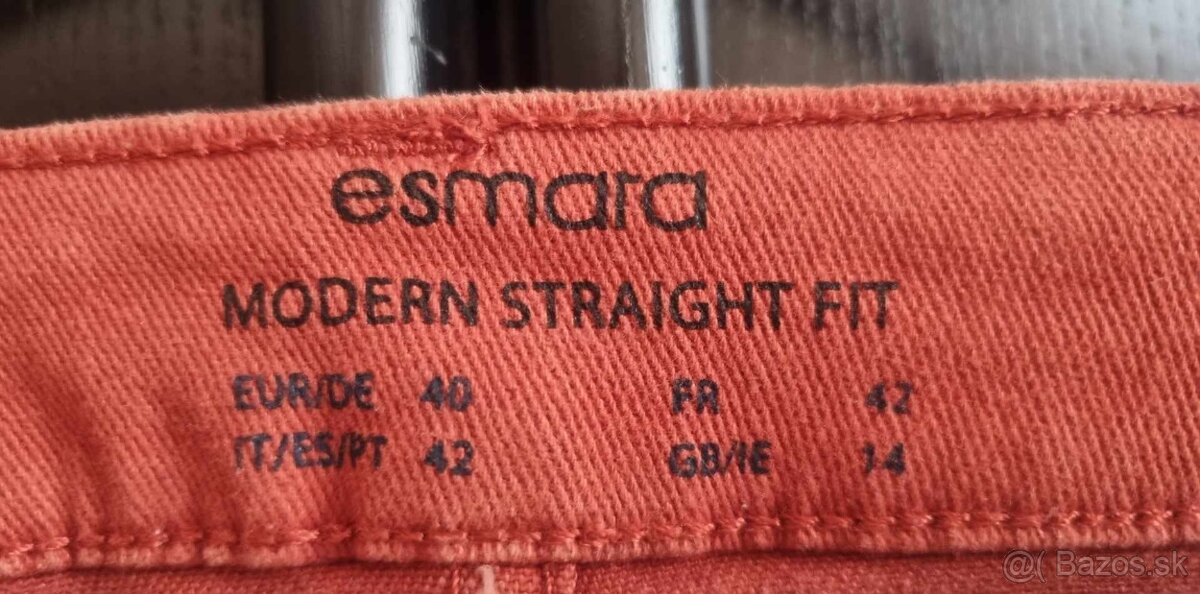 esmara
MODERN STRAIGHT FIT
EUR/DE 40 FR 42
IT/ES/PT 42 GB/IE 14
@( Bazos.sk